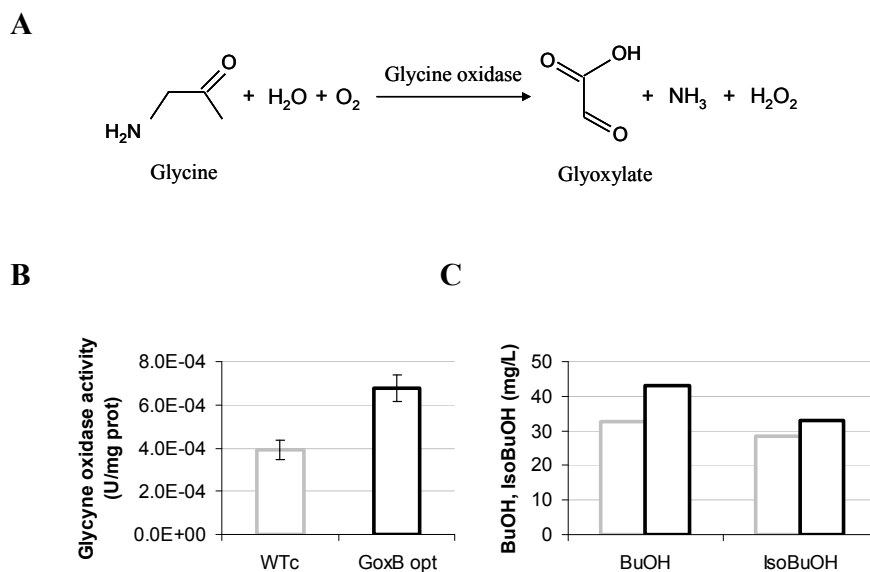 A
Glycine oxidase
H₂N
O
+ H₂O + O₂
O
OH
O
+ NH₃ + H₂O₂
Glycine
Glyoxylate
B
C
Glycyne oxidase activity
(U/mg prot)
8.0E-04
6.0E-04
4.0E-04
2.0E-04
0.0E+00
WTc
GoxB opt
BuOH, IsoBuOH (mg/L)
50
40
30
20
10
0
BuOH
IsoBuOH